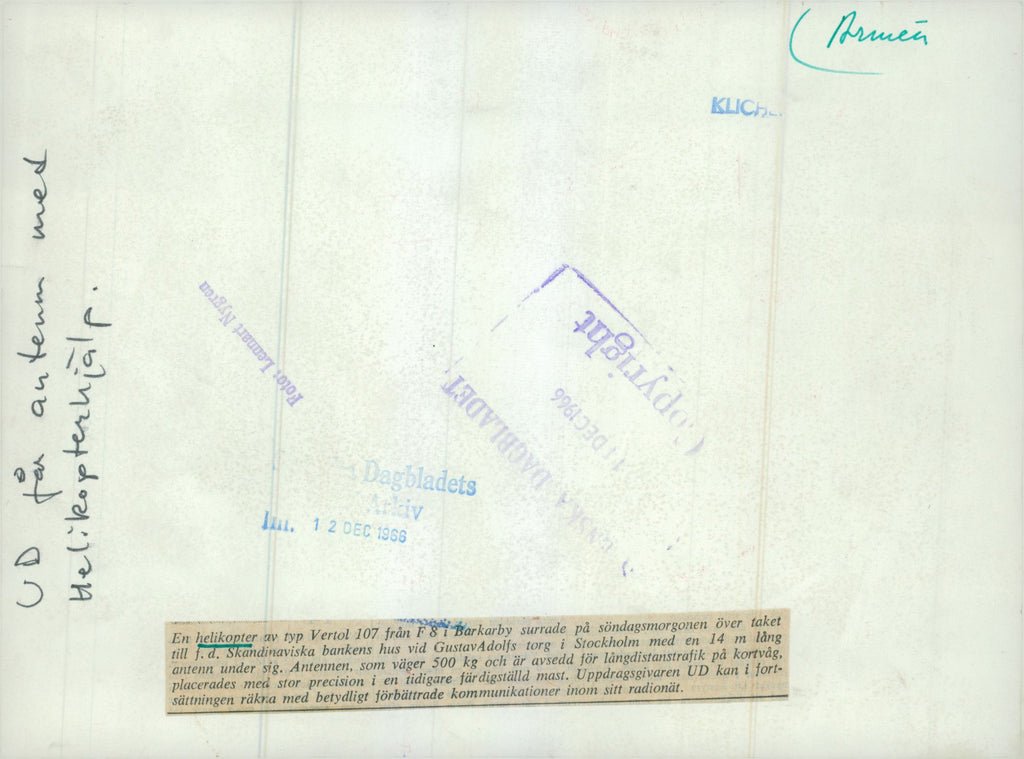 Armén
KLICH
UD får antenn med
Helikopterhjälp.
Foto: Lennart Nygren
Copyright
DEC 1966
DAGBLADET
Dagbladets
Arkiv
Inl. 12 DEC 1966
En helikopter av typ Vertol 107 från F 8 i Barkarby surrade på söndagsmorgonen över taket
till f. d. Skandinaviska bankens hus vid GustavAdolfs torg i Stockholm med en 14 m lång
antenn under sig. Antennen, som väger 500 kg och är avsedd för långdistanstrafik på kortvåg,
placerades med stor precision i en tidigare färdigställd mast. Uppdragsgivaren UD kan i fort-
sättningen räkna med betydligt förbättrade kommunikationer inom sitt radionät.